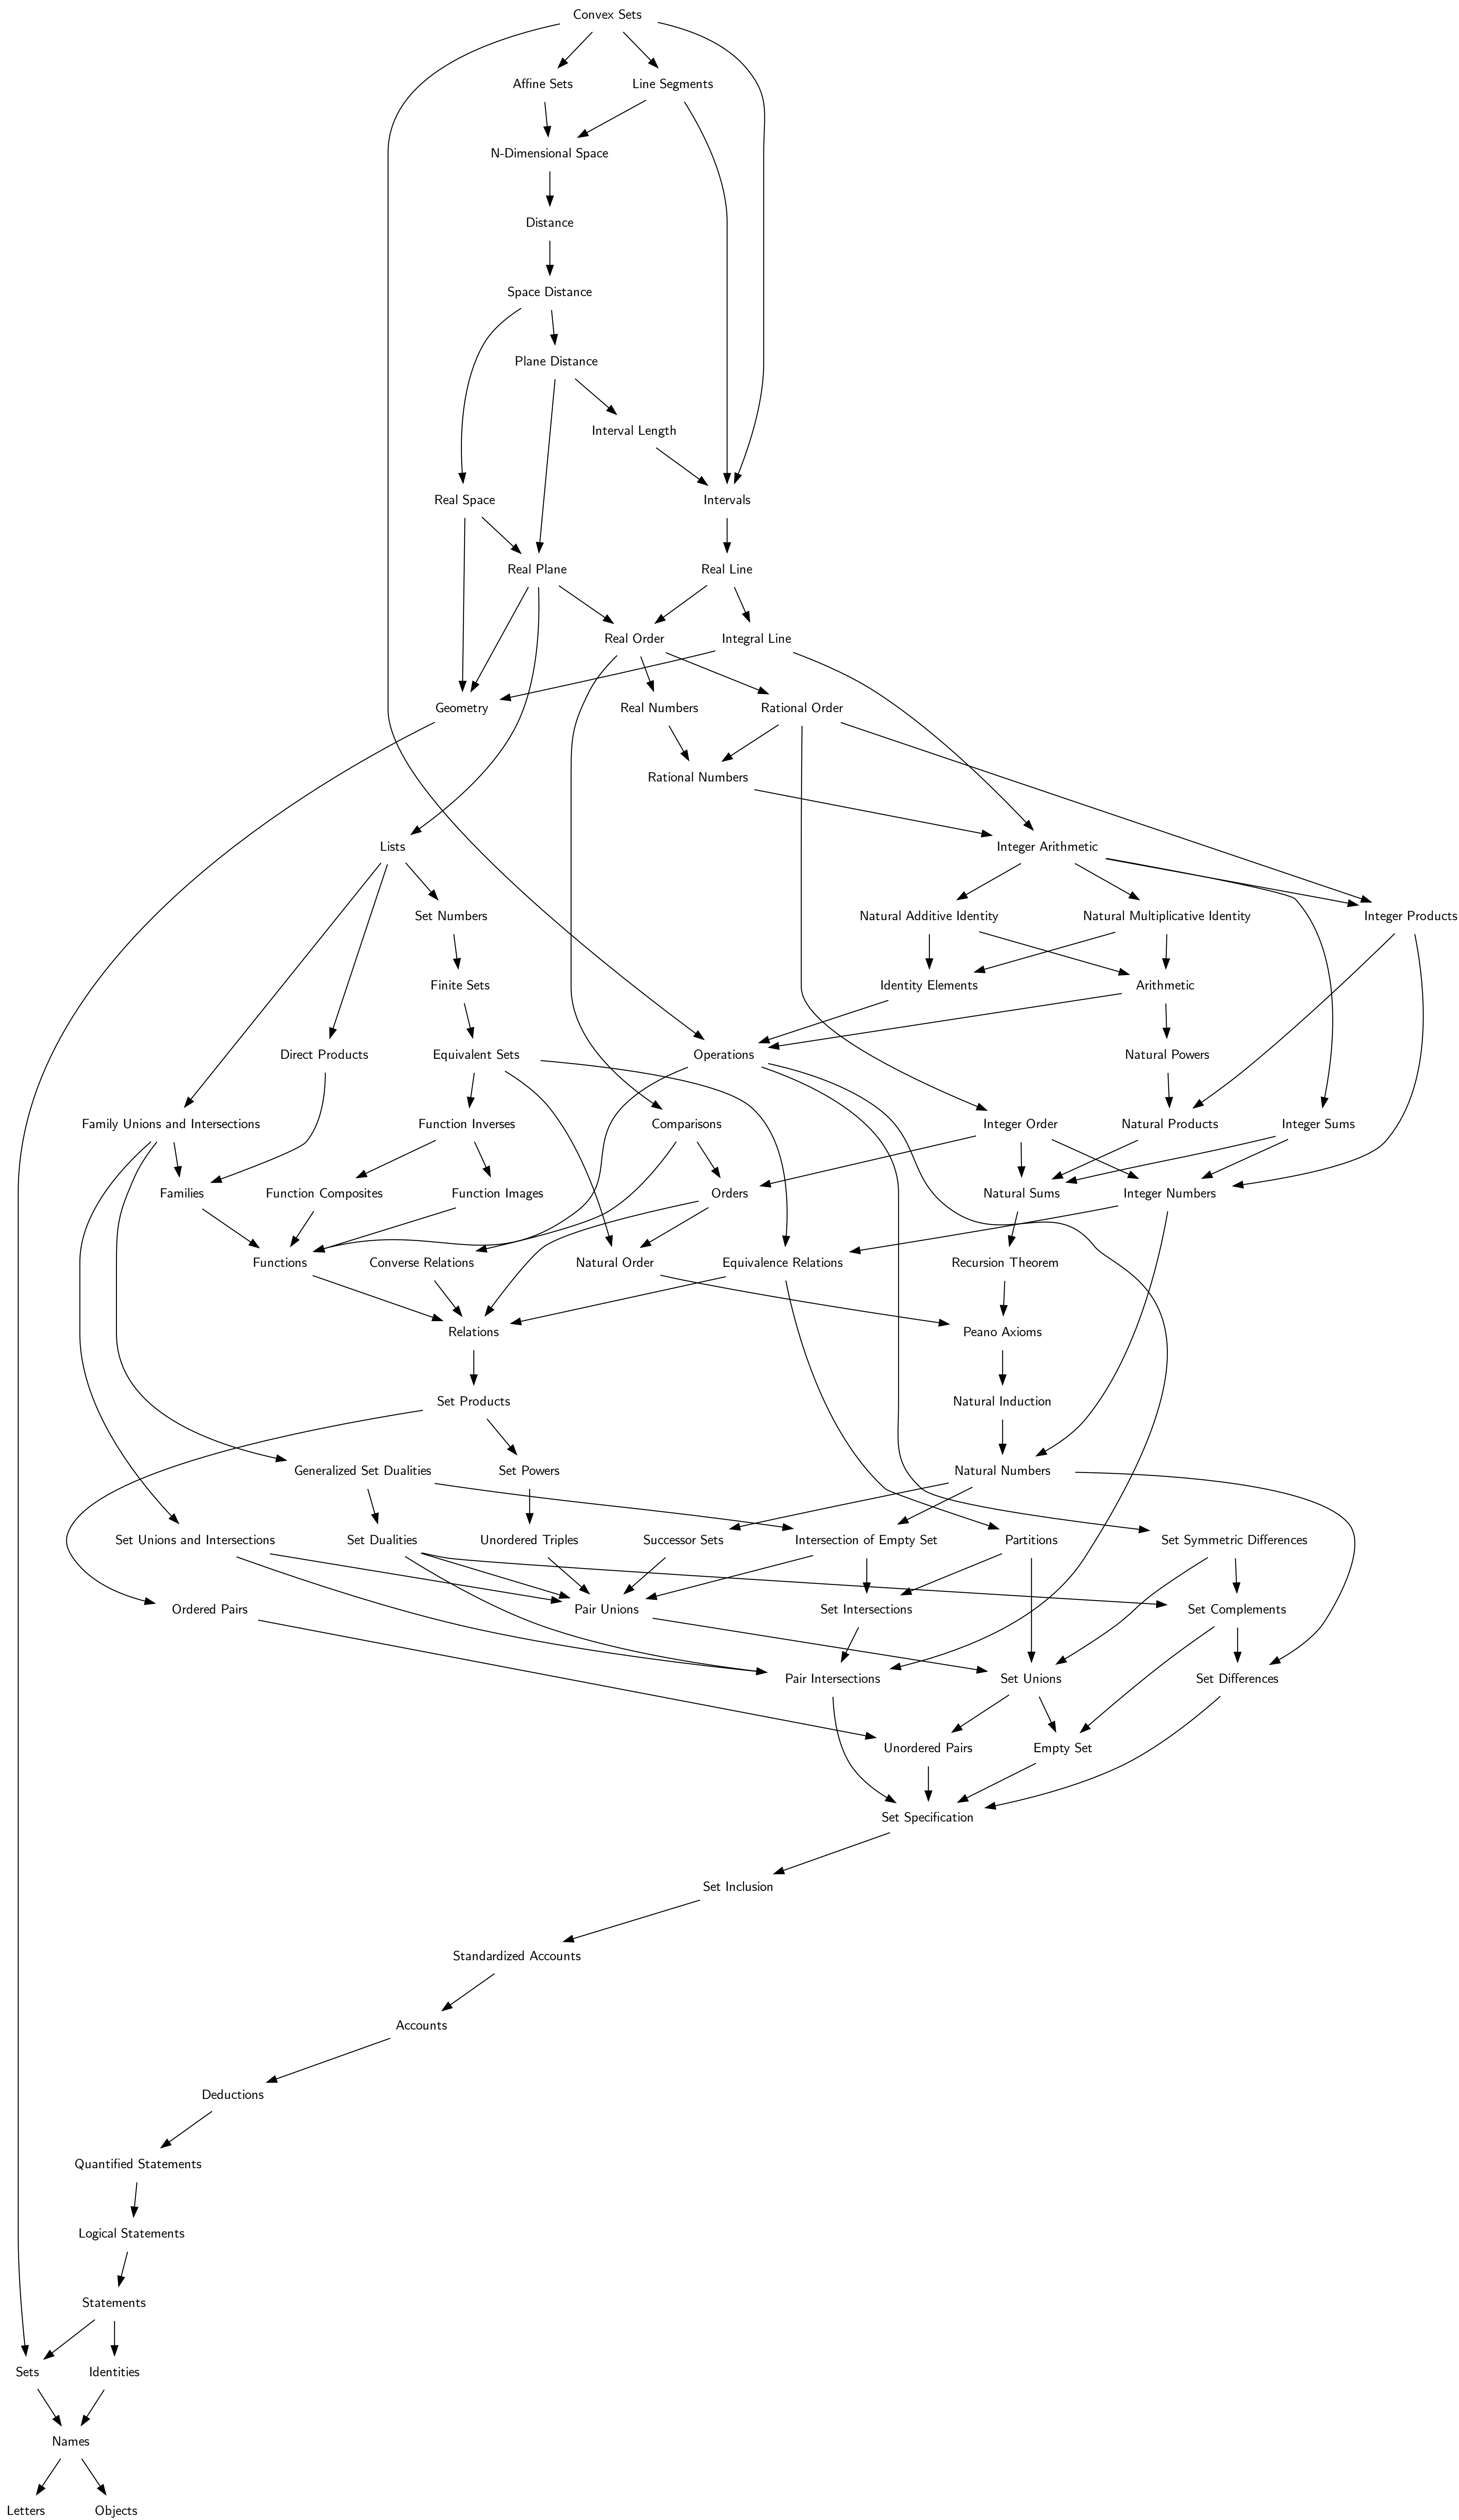 Convex Sets
Affine Sets
Line Segments
N-Dimensional Space
Distance
Space Distance
Plane Distance
Interval Length
Real Space
Intervals
Real Plane
Real Line
Real Order
Integral Line
Geometry
Real Numbers
Rational Order
Rational Numbers
Lists
Integer Arithmetic
Set Numbers
Natural Additive Identity
Natural Multiplicative Identity
Integer Products
Finite Sets
Identity Elements
Arithmetic
Direct Products
Equivalent Sets
Operations
Natural Powers
Family Unions and Intersections
Function Inverses
Comparisons
Integer Order
Natural Products
Integer Sums
Families
Function Composites
Function Images
Orders
Natural Sums
Integer Numbers
Functions
Converse Relations
Natural Order
Equivalence Relations
Recursion Theorem
Relations
Peano Axioms
Set Products
Natural Induction
Generalized Set Dualities
Set Powers
Natural Numbers
Set Unions and Intersections
Set Dualities
Unordered Triples
Successor Sets
Intersection of Empty Set
Partitions
Set Symmetric Differences
Ordered Pairs
Pair Unions
Set Intersections
Set Complements
Pair Intersections
Set Unions
Set Differences
Unordered Pairs
Empty Set
Set Specification
Set Inclusion
Standardized Accounts
Accounts
Deductions
Quantified Statements
Logical Statements
Statements
Sets
Identities
Names
Letters
Objects